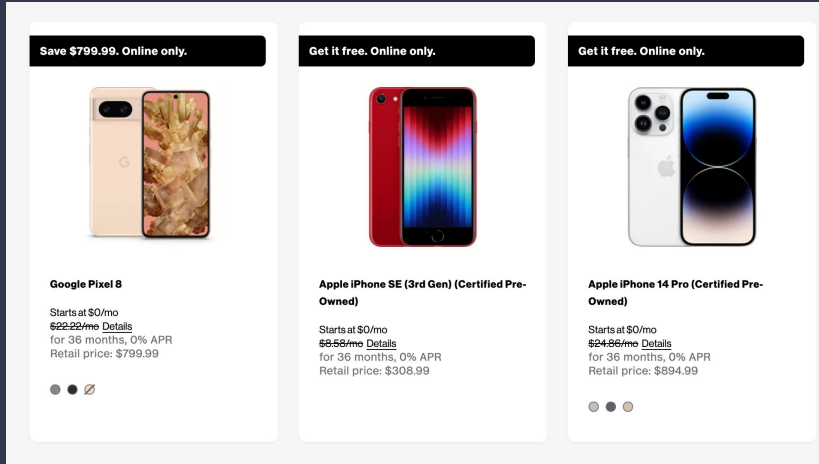 Save $799.99. Online only.
Google Pixel 8
Starts at $0/mo
$22.22/mo Details
for 36 months, 0% APR
Retail price: $799.99
Get it free. Online only.
Apple iPhone SE (3rd Gen) (Certified Pre-
Owned)
Starts at $0/mo
$8.58/mo Details
for 36 months, 0% APR
Retail price: $308.99
Get it free. Online only.
Apple iPhone 14 Pro (Certified Pre-
Owned)
Starts at $0/mo
$24.86/mo Details
for 36 months, 0% APR
Retail price: $894.99